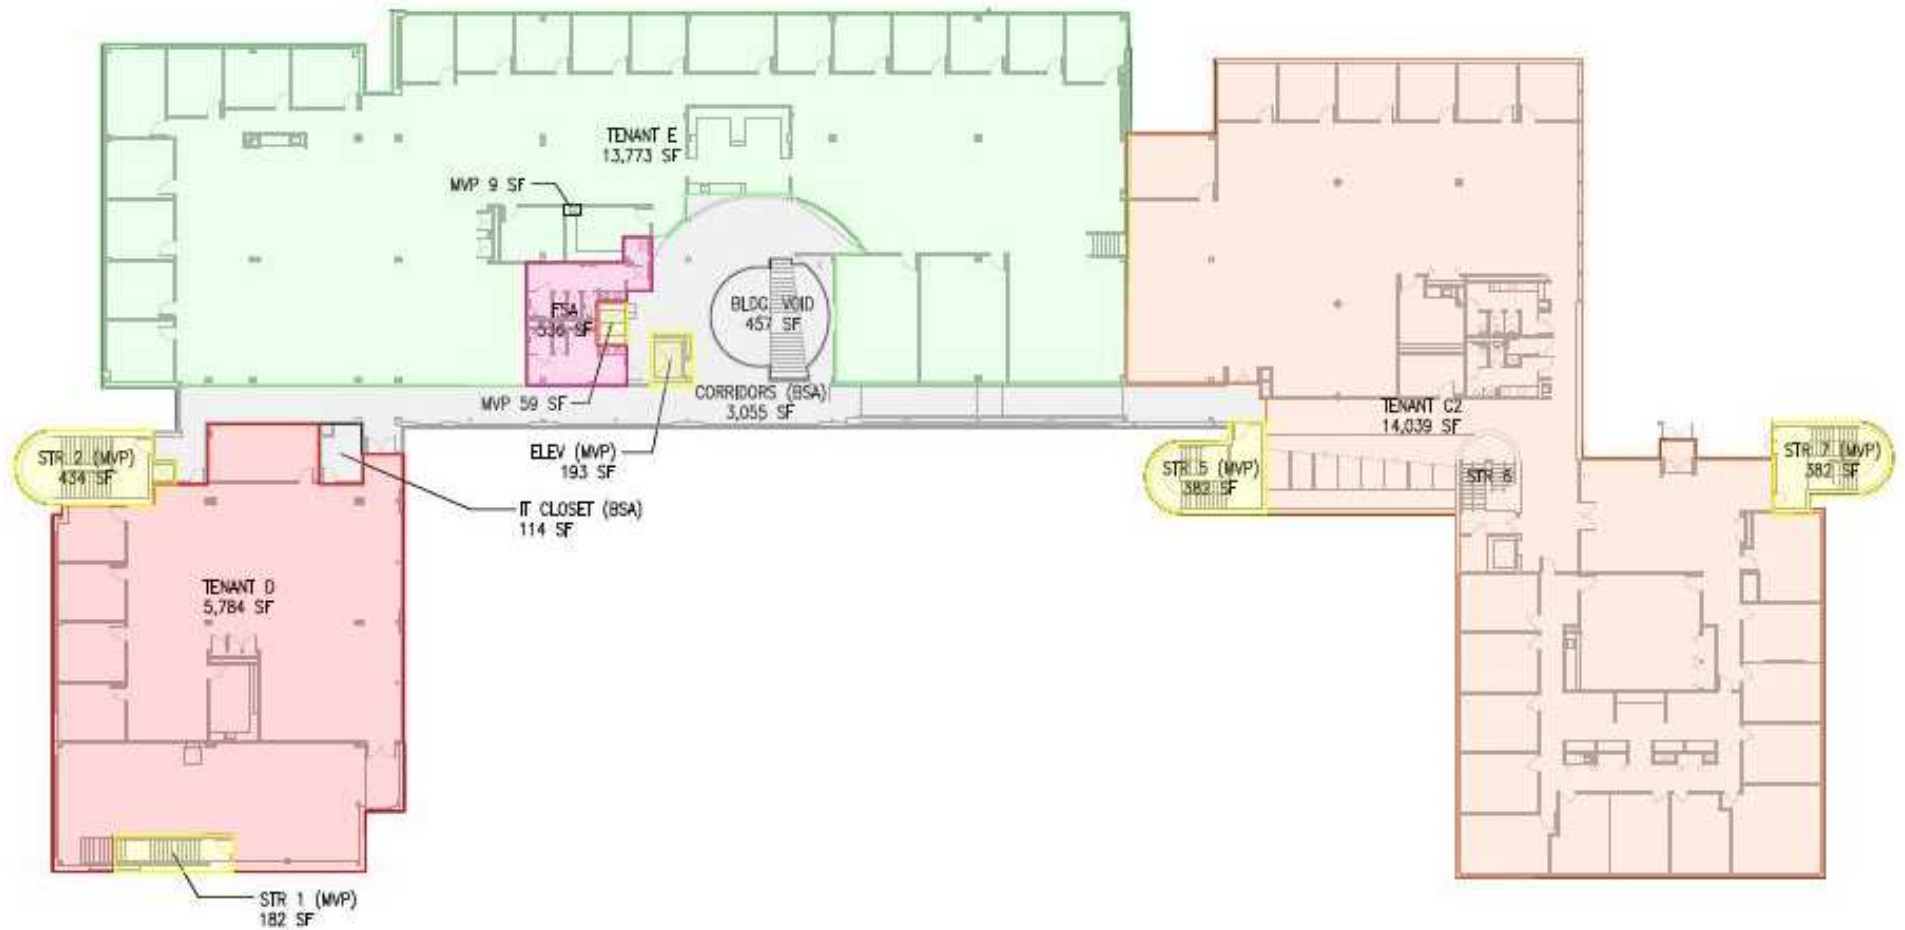 TENANT E
13,773 SF
MVP 9 SF
FSA
536 SF
BLDG VOID
457 SF
MVP 59 SF
CORRIDORS (BSA)
3,055 SF
TENANT C2
14,039 SF
STR 2 (MVP)
434 SF
ELEV (MVP)
193 SF
STR 5 (MVP)
382 SF
STR 6
STR 7 (MVP)
382 SF
IT CLOSET (BSA)
114 SF
TENANT D
5,784 SF
STR 1 (MVP)
182 SF